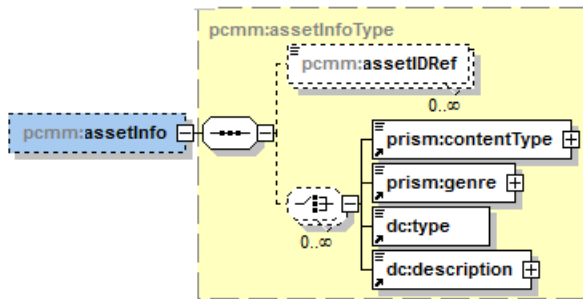 pcmm:assetInfoType
pcmm:assetIDRef
0..∞
pcmm:assetInfo
prism:contentType
prism:genre
dc:type
0..∞
dc:description